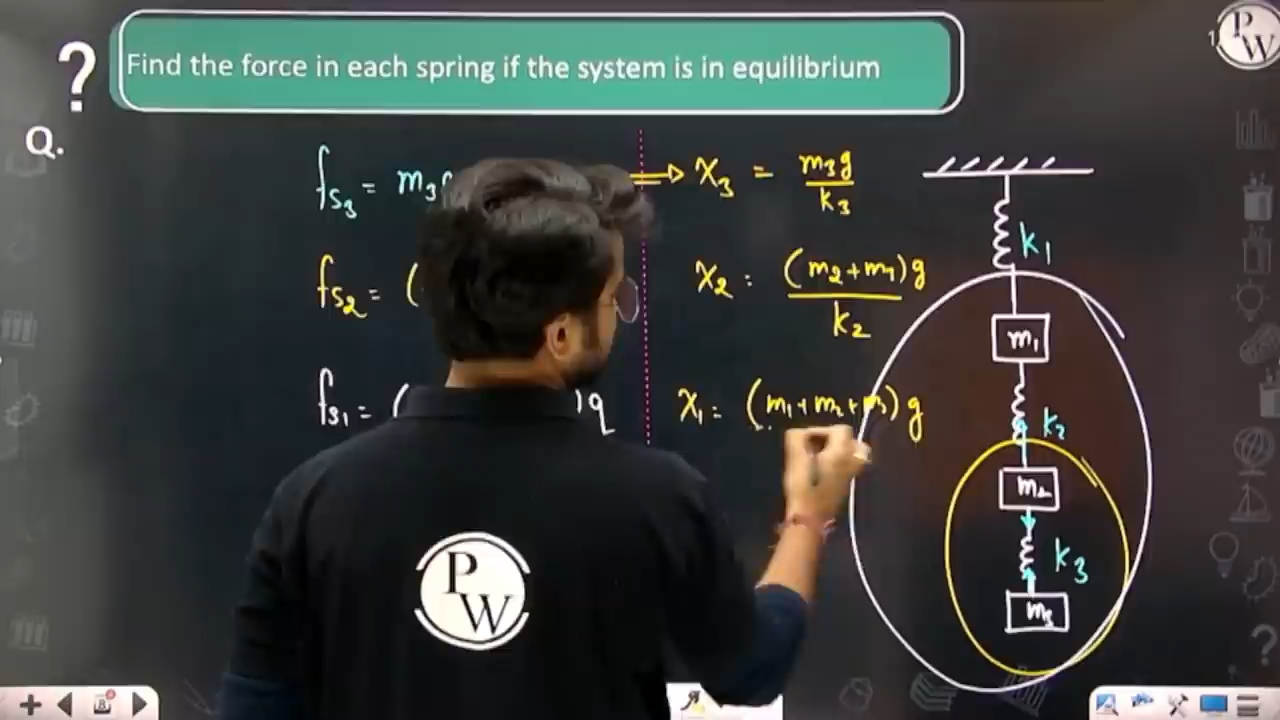 Find the force in each spring if the system is in equilibrium
Q.
fs3 = m3
⇒ x3 = m3g / k3
fs2 = (
x2 = (m2+m1)g / k2
fs1 = (
)g
x1 = (m1+m2+m3)g
k1
m1
k2
m2
k3
m3
P W
P W